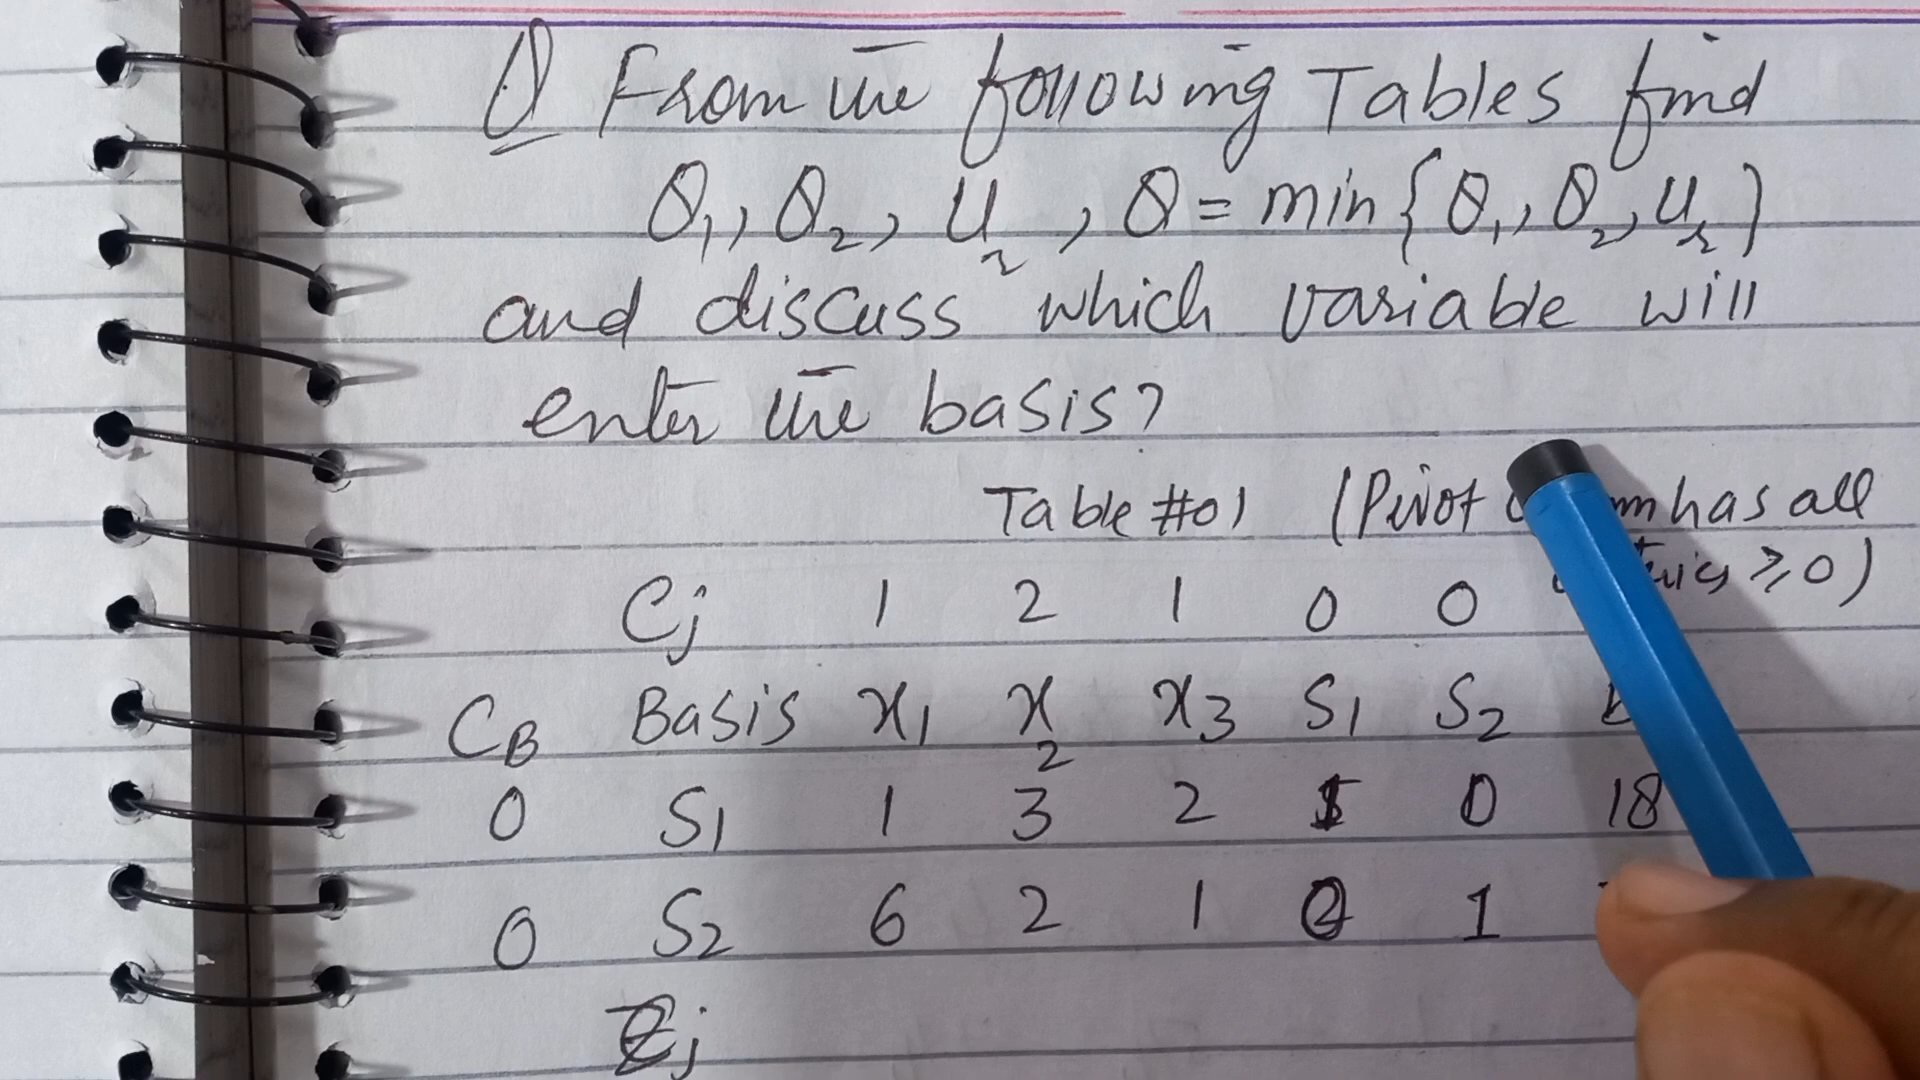 Q From the following Tables find
θ₁, θ₂, u₂, θ = min{θ₁, θ₂, u₂}
and discuss which variable will
enter the basis?
Table #01 (Pivot has all
≥0)
Cj 1 2 1 0 0
CB Basis x₁ x₂ x₃ S₁ S₂
0 S₁ 1 3 2 1 0 18
0 S₂ 6 2 1 0 1
Zj